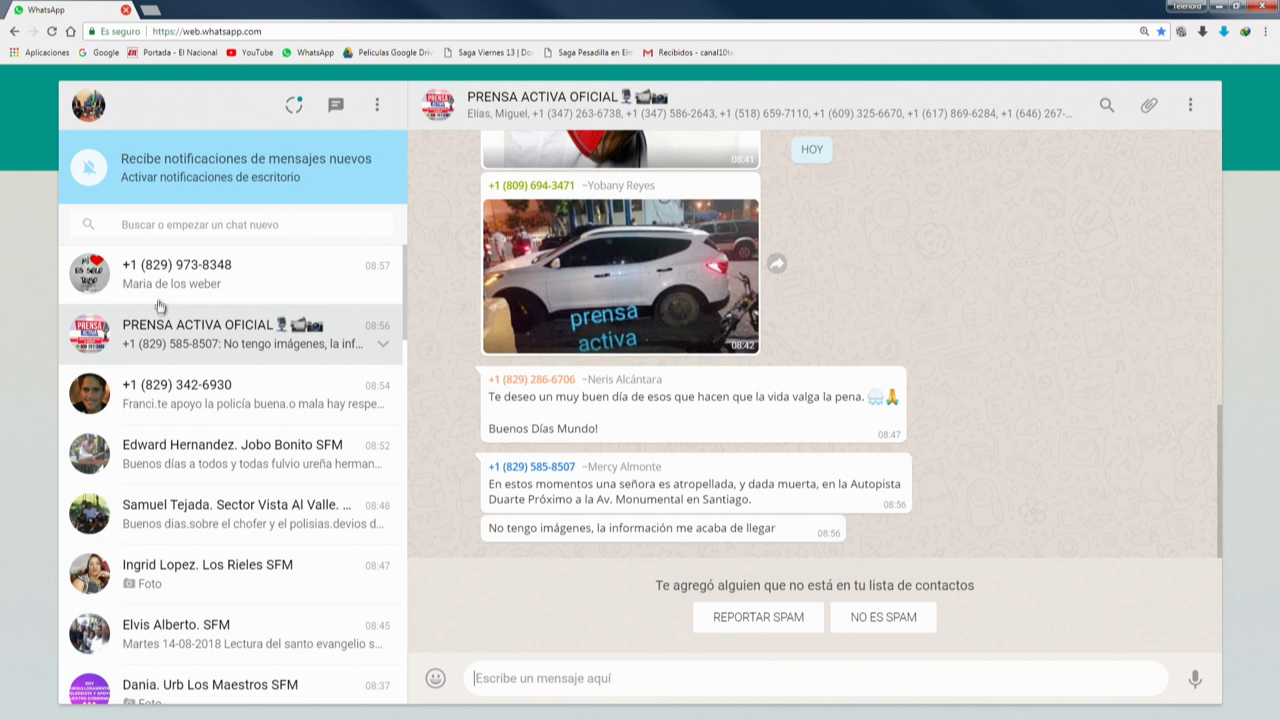 WhatsApp
Telenord
Es seguro | https://web.whatsapp.com
Aplicaciones Google Portada - El Nacional YouTube WhatsApp Peliculas Google Driv Saga Viernes 13 | Do Saga Pesadilla en Elm Recibidos - canal10te
Recibe notificaciones de mensajes nuevos
Activar notificaciones de escritorio
Buscar o empezar un chat nuevo
+1 (829) 973-8348 08:57
Maria de los weber
PRENSA ACTIVA OFICIAL🎙️📹📷 08:56
+1 (829) 585-8507: No tengo imágenes, la inf...
+1 (829) 342-6930 08:54
Franci.te apoyo la policía buena.o mala hay respe...
Edward Hernandez. Jobo Bonito SFM 08:52
Buenos días a todos y todas fulvio ureña herman...
Samuel Tejada. Sector Vista Al Valle. ... 08:48
Buenos dias.sobre el chofer y el polisias.devios d...
Ingrid Lopez. Los Rieles SFM 08:47
Foto
Elvis Alberto. SFM 08:45
Martes 14-08-2018 Lectura del santo evangelio s...
Dania. Urb Los Maestros SFM 08:37
Foto
PRENSA ACTIVA OFICIAL🎙️📹📷
Elias, Miguel, +1 (347) 263-6738, +1 (347) 586-2643, +1 (518) 659-7110, +1 (609) 325-6670, +1 (617) 869-6284, +1 (646) 267-...
08:41
HOY
+1 (809) 694-3471 ~Yobany Reyes
prensa
activa
08:42
+1 (829) 286-6706 ~Neris Alcántara
Te deseo un muy buen día de esos que hacen que la vida valga la pena. 🌧️🙏
Buenos Días Mundo!
08:47
+1 (829) 585-8507 ~Mercy Almonte
En estos momentos una señora es atropellada, y dada muerta, en la Autopista
Duarte Próximo a la Av. Monumental en Santiago.
08:56
No tengo imágenes, la información me acaba de llegar
08:56
Te agregó alguien que no está en tu lista de contactos
REPORTAR SPAM NO ES SPAM
Escribe un mensaje aquí